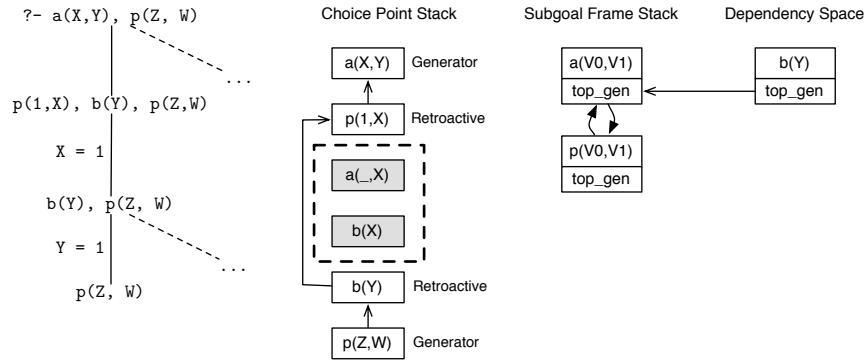 ?- a(X,Y), p(Z, W)
...
p(1,X), b(Y), p(Z,W)
X = 1
b(Y), p(Z, W)
Y = 1
...
p(Z, W)
Choice Point Stack
a(X,Y) Generator
p(1,X) Retroactive
a(_,X)
b(X)
b(Y) Retroactive
p(Z,W) Generator
Subgoal Frame Stack
a(V0,V1)
top_gen
p(V0,V1)
top_gen
Dependency Space
b(Y)
top_gen